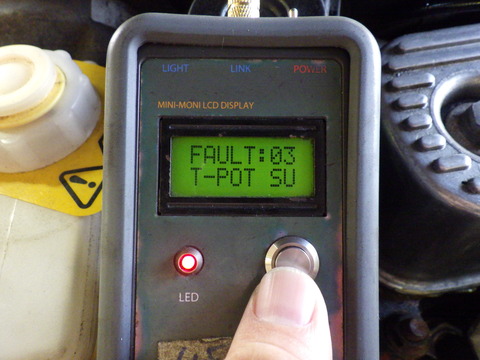 LIGHT LINK POWER
MINI-MONI LCD DISPLAY
FAULT:03
T-POT SU
LED